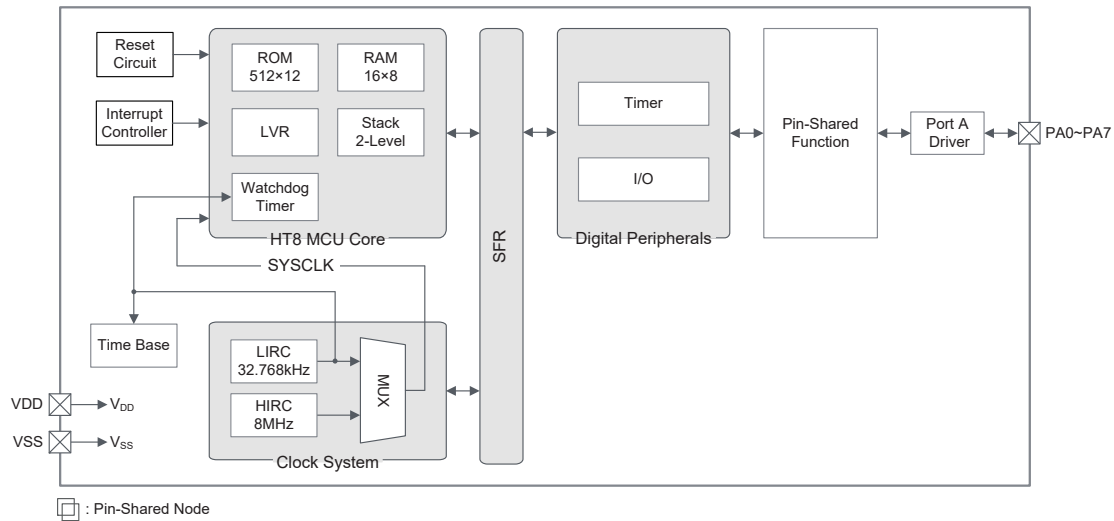 Reset
Circuit
Interrupt
Controller
ROM
512×12
RAM
16×8
LVR
Stack
2-Level
Watchdog
Timer
HT8 MCU Core
SYSCLK
Time Base
LIRC
32.768kHz
HIRC
8MHz
MUX
Clock System
SFR
Timer
I/O
Digital Peripherals
Pin-Shared
Function
Port A
Driver
PA0~PA7
VDD
VDD
VSS
VSS
: Pin-Shared Node